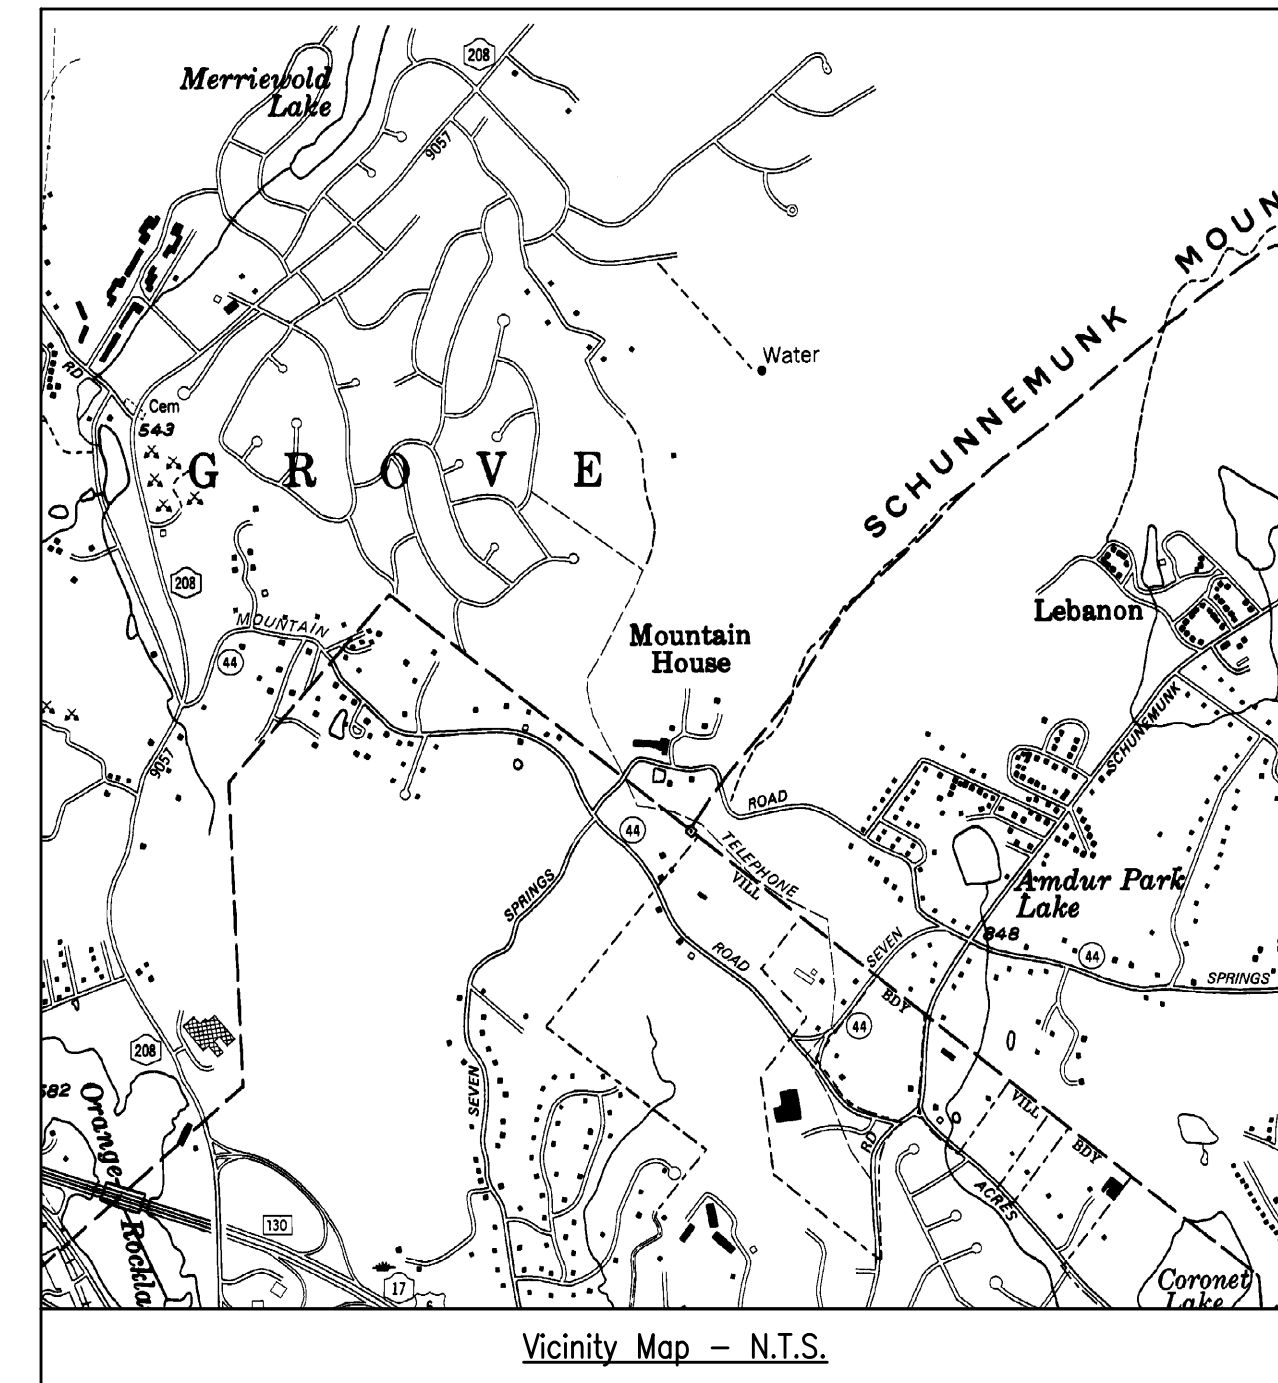 208
Merriewold
Lake
9057
MOUN
Water
SCHUNNEMUNK
RD
Cem
543
G R O V E
208
Lebanon
MOUNTAIN
Mountain
House
44
SCHUNEMUNK
9057
ROAD
44
TELEPHONE
VILL
SPRINGS
Amdur Park
Lake
848
SEVEN
ROAD
44
SPRINGS
BDY
44
208
582
Orange
Rockla
SEVEN
VILL
BDY
RD
ACRES
130
17
6
Coronet
Lake
Vicinity Map - N.T.S.